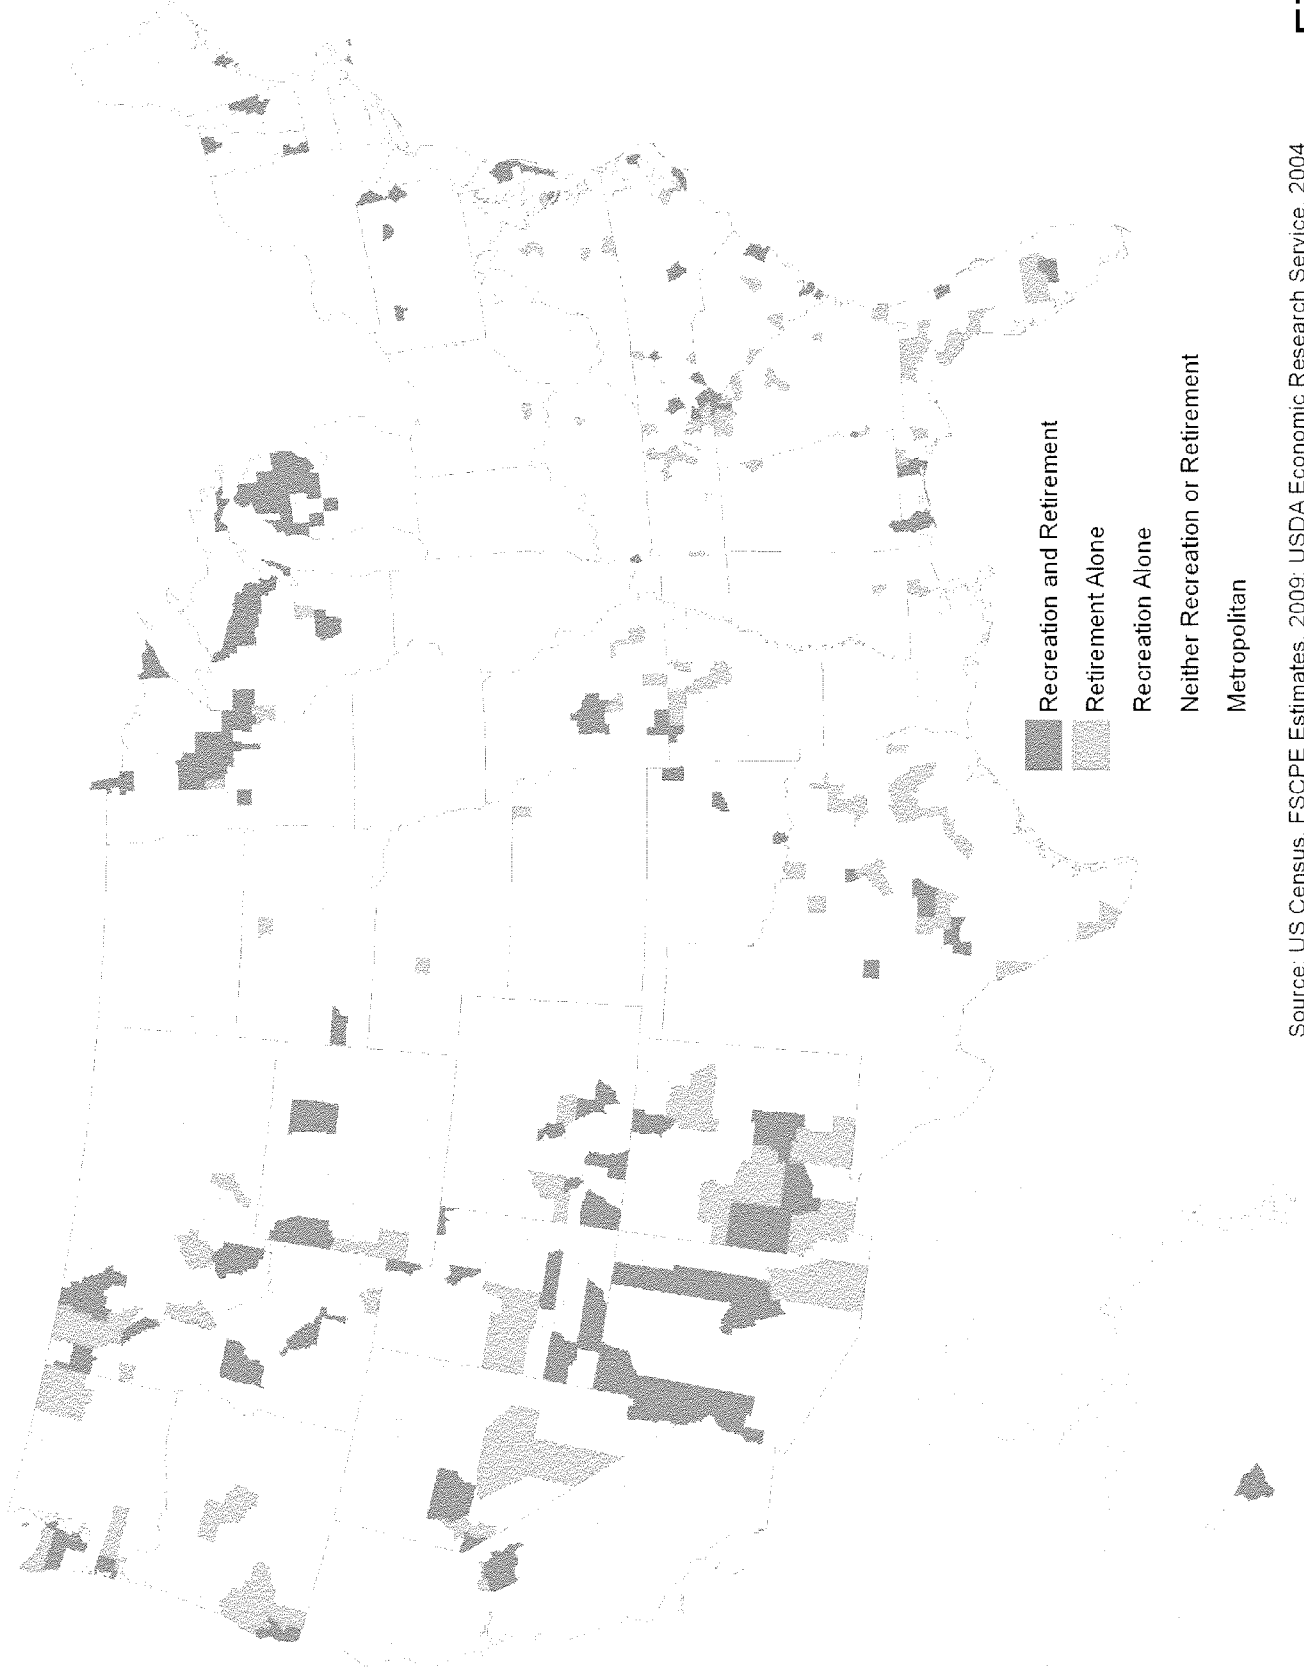 Recreation and Retirement
Retirement Alone
Recreation Alone
Neither Recreation or Retirement
Metropolitan
Source: US Census, FSCPE Estimates, 2009; USDA Economic Research Service, 2004